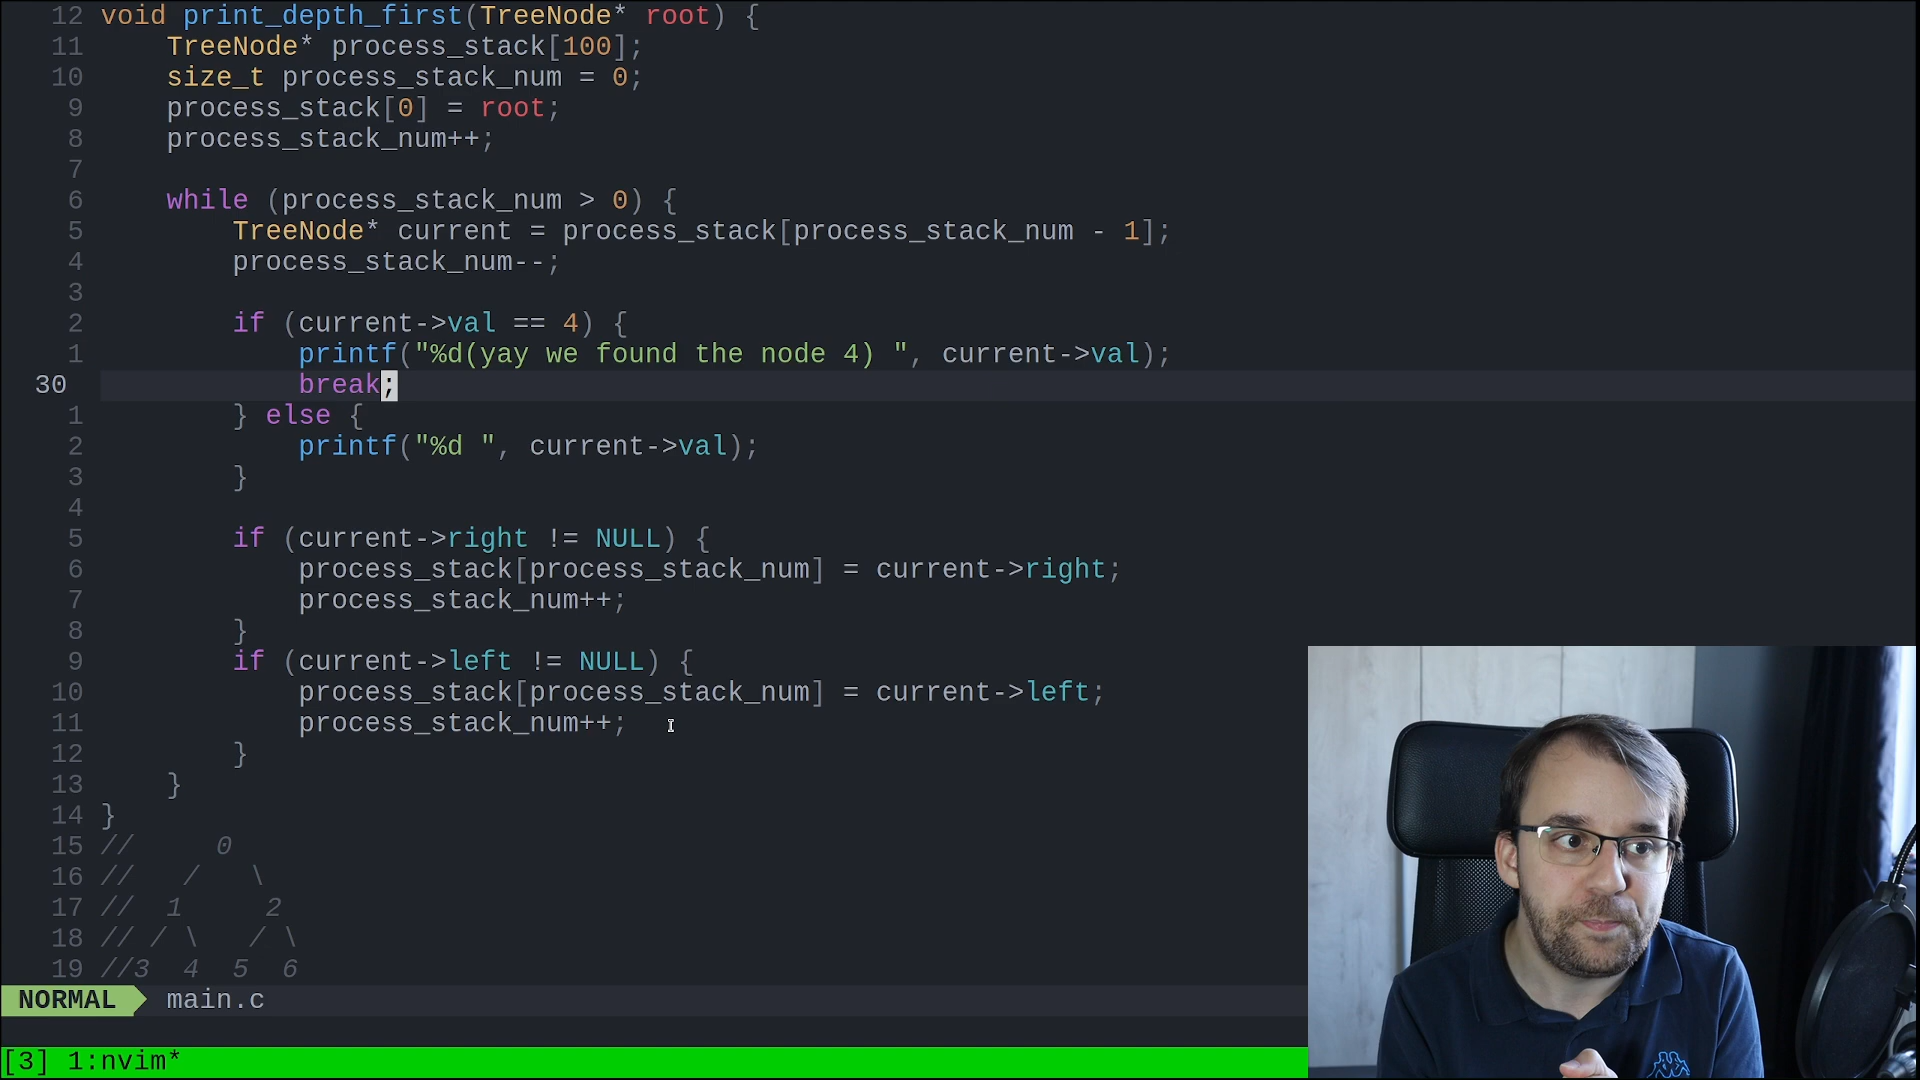 12 void print_depth_first(TreeNode* root) {
11 TreeNode* process_stack[100];
10 size_t process_stack_num = 0;
9 process_stack[0] = root;
8 process_stack_num++;
7
6 while (process_stack_num > 0) {
5 TreeNode* current = process_stack[process_stack_num - 1];
4 process_stack_num--;
3
2 if (current->val == 4) {
1 printf("%d(yay we found the node 4) ", current->val);
30 break;
1 } else {
2 printf("%d ", current->val);
3 }
4
5 if (current->right != NULL) {
6 process_stack[process_stack_num] = current->right;
7 process_stack_num++;
8 }
9 if (current->left != NULL) {
10 process_stack[process_stack_num] = current->left;
11 process_stack_num++;
12 }
13 }
14 }
15 // 0
16 // / \
17 // 1 2
18 // / \ / \
19 //3 4 5 6
NORMAL main.c
[3] 1:nvim*